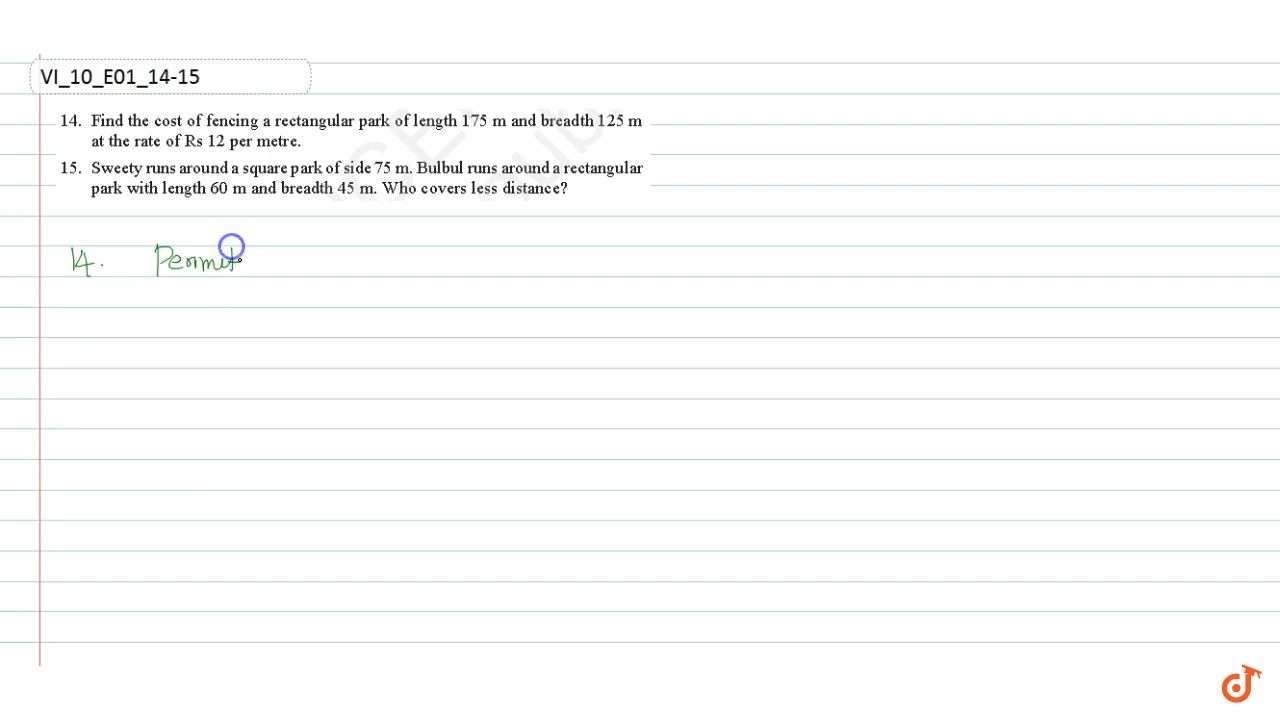 VI_10_E01_14-15
14. Find the cost of fencing a rectangular park of length 175 m and breadth 125 m
at the rate of Rs 12 per metre.
15. Sweety runs around a square park of side 75 m. Bulbul runs around a rectangular
park with length 60 m and breadth 45 m. Who covers less distance?
14. Perimet